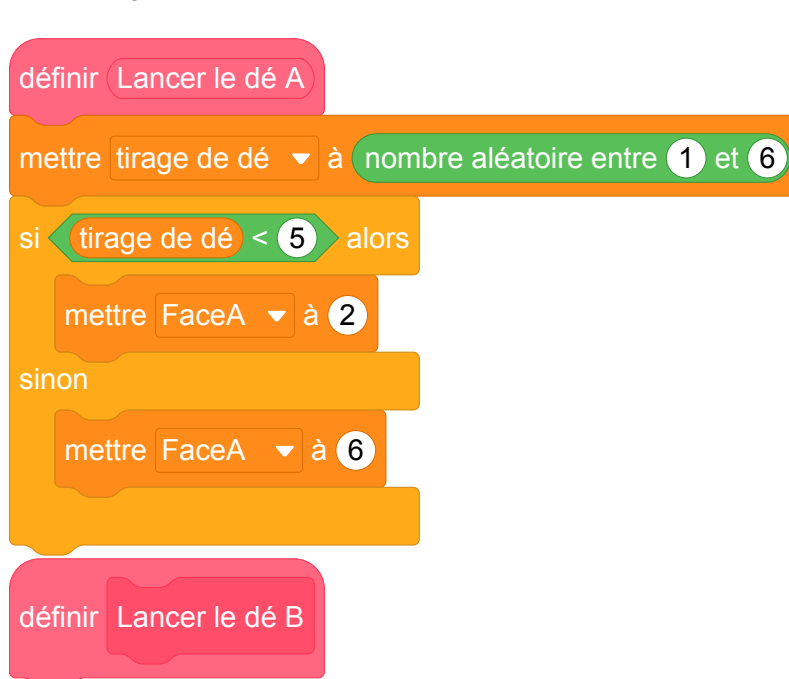 définir Lancer le dé A
mettre tirage de dé à nombre aléatoire entre 1 et 6
si tirage de dé < 5 alors
mettre FaceA à 2
sinon
mettre FaceA à 6
définir Lancer le dé B